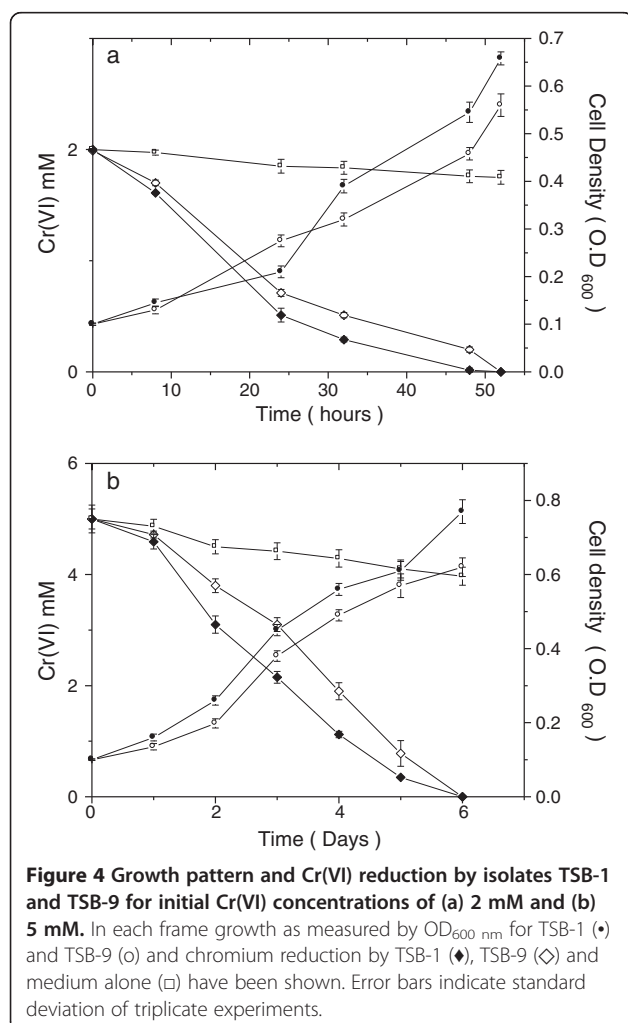 a
0.7
0.6
0.5
0.4
0.3
0.2
0.1
0.0
2
0
Cr(VI) mM
Cell Density ( O.D 600 )
0 10 20 30 40 50
Time ( hours )
b
6
4
2
0
0.8
0.6
0.4
0.2
0.0
Cr(VI) mM
Cell density ( O.D 600 )
0 2 4 6
Time ( Days )
Figure 4 Growth pattern and Cr(VI) reduction by isolates TSB-1
and TSB-9 for initial Cr(VI) concentrations of (a) 2 mM and (b)
5 mM. In each frame growth as measured by OD600 nm for TSB-1 (•)
and TSB-9 (o) and chromium reduction by TSB-1 (♦), TSB-9 (◇) and
medium alone (□) have been shown. Error bars indicate standard
deviation of triplicate experiments.